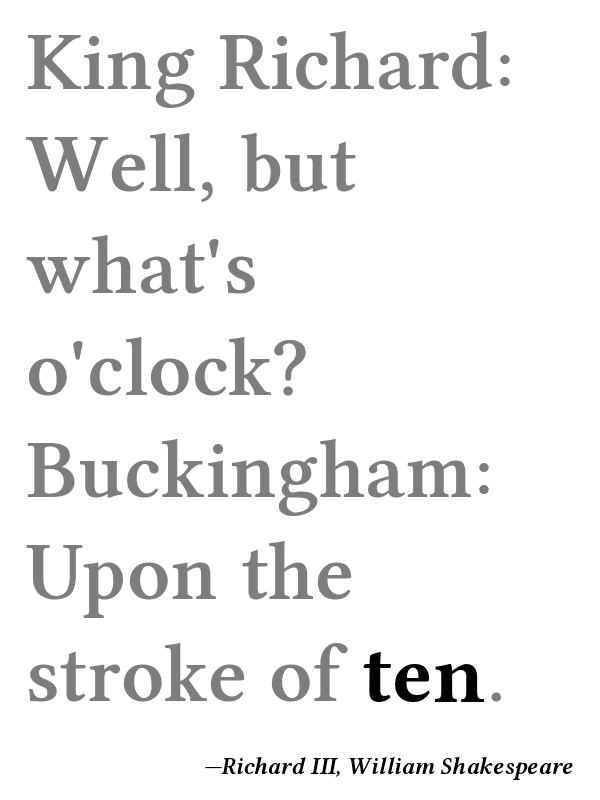 King Richard:
Well, but
what's
o'clock?
Buckingham:
Upon the
stroke of ten.
—Richard III, William Shakespeare